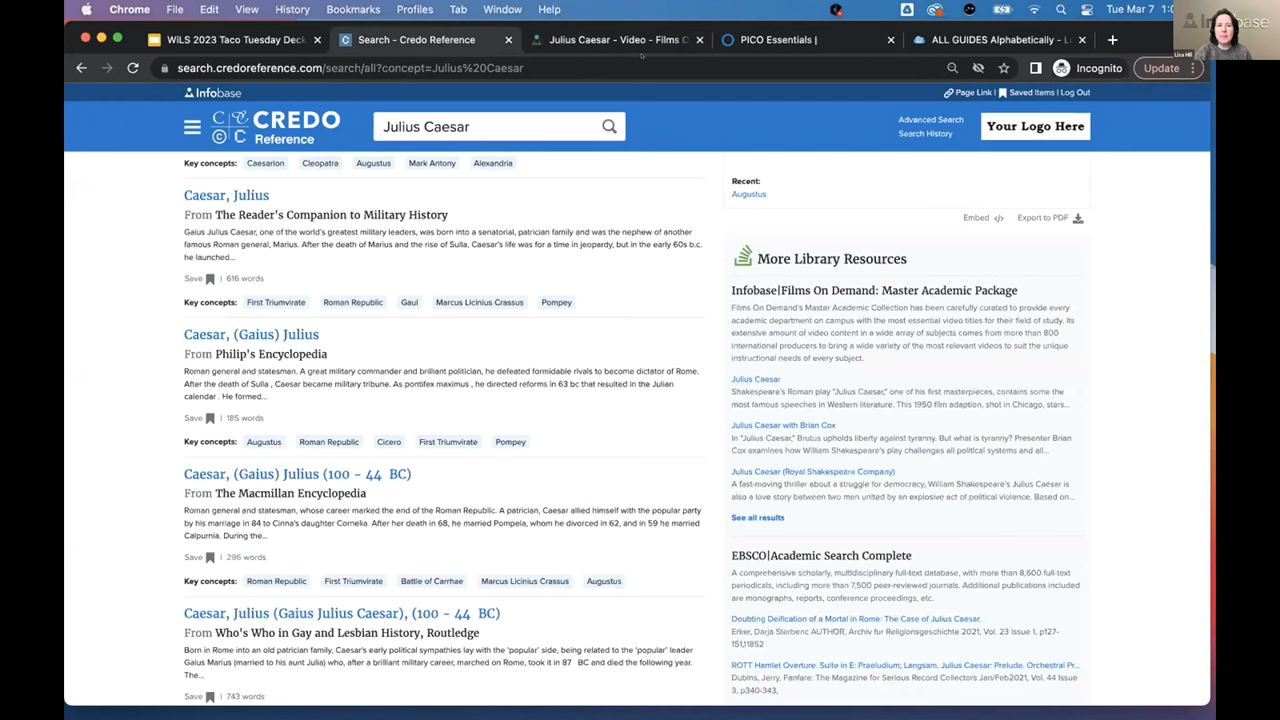 Chrome File Edit View History Bookmarks Profiles Tab Window Help
Tue Mar 7
Infobase
Lisa Hill
WiLS 2023 Taco Tuesday Deck
Search - Credo Reference
Julius Caesar - Video - Films O
PICO Essentials |
ALL GUIDES Alphabetically - L
search.credoreference.com/search/all?concept=Julius%20Caesar
Incognito
Update
Infobase
Page Link | Saved Items | Log Out
CREDO
Reference
Julius Caesar
Advanced Search
Search History
Your Logo Here
Key concepts: Caesarion Cleopatra Augustus Mark Antony Alexandria
Caesar, Julius
From The Reader's Companion to Military History
Gaius Julius Caesar, one of the world's greatest military leaders, was born into a senatorial, patrician family and was the nephew of another
famous Roman general, Marius. After the death of Marius and the rise of Sulla, Caesar's life was for a time in jeopardy, but in the early 60s b.c.
he launched...
Save | 616 words
Key concepts: First Triumvirate Roman Republic Gaul Marcus Licinius Crassus Pompey
Caesar, (Gaius) Julius
From Philip's Encyclopedia
Roman general and statesman. A great military commander and brilliant politician, he defeated formidable rivals to become dictator of Rome.
After the death of Sulla , Caesar became military tribune. As pontifex maximus , he directed reforms in 63 bc that resulted in the Julian
calendar . He formed...
Save | 185 words
Key concepts: Augustus Roman Republic Cicero First Triumvirate Pompey
Caesar, (Gaius) Julius (100 - 44 BC)
From The Macmillan Encyclopedia
Roman general and statesman, whose career marked the end of the Roman Republic. A patrician, Caesar allied himself with the popular party
by his marriage in 84 to Cinna's daughter Cornelia. After her death in 68, he married Pompeia, whom he divorced in 62, and in 59 he married
Calpurnia. During the...
Save | 296 words
Key concepts: Roman Republic First Triumvirate Battle of Carrhae Marcus Licinius Crassus Augustus
Caesar, Julius (Gaius Julius Caesar), (100 - 44 BC)
From Who's Who in Gay and Lesbian History, Routledge
Born in Rome into an old patrician family, Caesar's early political sympathies lay with the 'popular' side, being related to the 'popular' leader
Gaius Marius (married to his aunt Julia) who, after a brilliant military career, marched on Rome, took it in 87 BC and died the following year.
The...
Save | 743 words
Recent:
Augustus
Embed </> Export to PDF
More Library Resources
Infobase|Films On Demand: Master Academic Package
Films On Demand's Master Academic Collection has been carefully curated to provide every
academic department on campus with the most essential video titles for their field of study. Its
extensive amount of video content in a wide array of subjects comes from more than 800
international producers to bring a wide variety of the most relevant videos to suit the unique
instructional needs of every subject.
Julius Caesar
Shakespeare's Roman play "Julius Caesar," one of his first masterpieces, contains some the
most famous speeches in Western literature. This 1950 film adaption, shot in Chicago, stars...
Julius Caesar with Brian Cox
In "Julius Caesar," Brutus upholds liberty against tyranny. But what is tyranny? Presenter Brian
Cox examines how William Shakespeare's play challenges all political systems and all...
Julius Caesar (Royal Shakespeare Company)
A fast-moving thriller about a struggle for democracy, William Shakespeare's Julius Caesar is
also a love story between two men united by an explosive act of political violence. Based on...
See all results
EBSCO|Academic Search Complete
A comprehensive scholarly, multidisciplinary full-text database, with more than 8,600 full-text
periodicals, including more than 7,500 peer-reviewed journals. Additional publications included
are monographs, reports, conference proceedings, etc.
Doubting Deification of a Mortal in Rome: The Case of Julius Caesar.
Erker, Darja Sterbenc AUTHOR, Archiv fur Religionsgeschichte 2021, Vol. 23 Issue 1, p127-
151,11852
ROTT Hamlet Overture. Suite in E: Praeludium; Langsam. Julius Caesar: Prelude. Orchestral Pr...
Dubins, Jerry, Fanfare: The Magazine for Serious Record Collectors Jan/Feb2021, Vol. 44 Issue
3, p340-343,